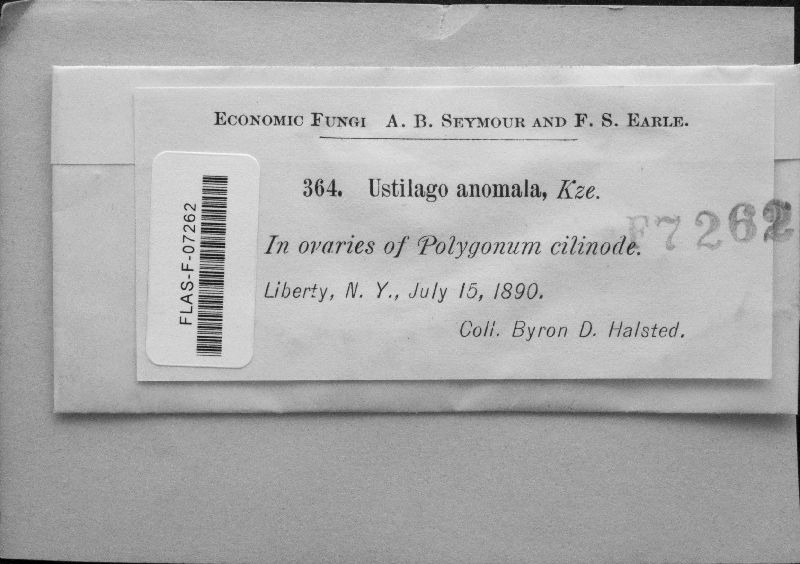 ECONOMIC FUNGI A. B. SEYMOUR AND F. S. EARLE.
364. Ustilago anomala, Kze.
In ovaries of Polygonum cilinode.
F7262
Liberty, N. Y., July 15, 1890.
Coll. Byron D. Halsted.
FLAS-F-07262